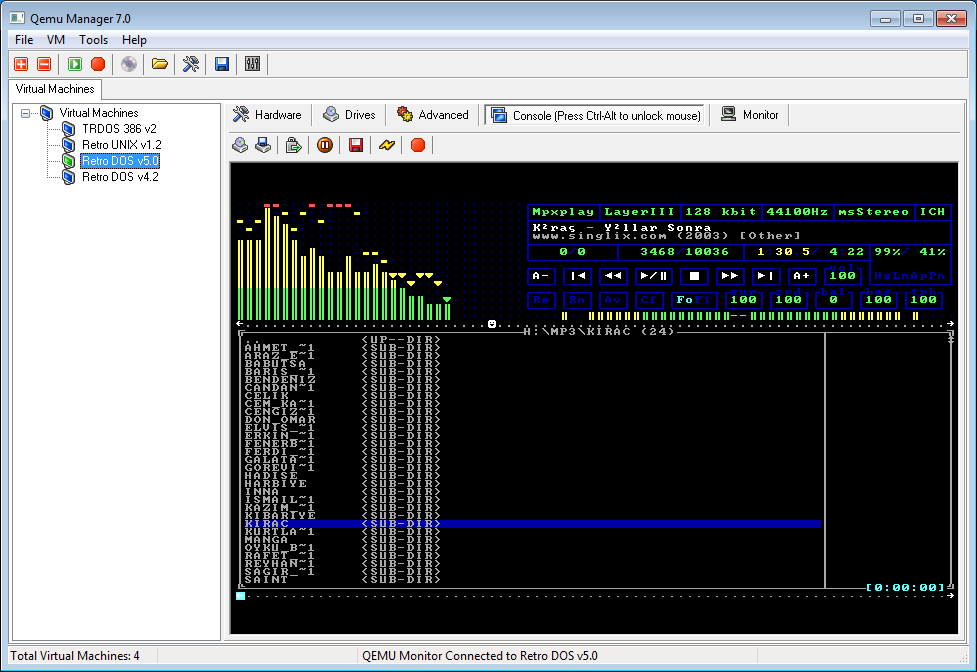 Qemu Manager 7.0
File VM Tools Help
Virtual Machines
Virtual Machines
TRDOS 386 v2
Retro UNIX v1.2
Retro DOS v5.0
Retro DOS v4.2
Hardware Drives Advanced Console (Press Ctrl-Alt to unlock mouse) Monitor
Mpxplay LayerIII 128 kbit 44100Hz msStereo ICH
K²raç - Y²llar Sonra
www.singlix.com (2003) [Other]
0/0 3468/10036 1:30 5/ 4:22 99%/ 41%
A- |◄ ◄◄ ►/|| ■ ►► ►| A+ 100
Re Rn Av Cf FoFi 100 100 0 100 100
H:\MP3\KIRAC (24)
.. <UP--DIR>
AHMET_~1 <SUB-DIR>
ARAZ_E~1 <SUB-DIR>
BABUTSA <SUB-DIR>
BARIS_~1 <SUB-DIR>
BENDENIZ <SUB-DIR>
CANDAN~1 <SUB-DIR>
CELIK <SUB-DIR>
CEM_KA~1 <SUB-DIR>
CENGIZ~1 <SUB-DIR>
DON_OMAR <SUB-DIR>
ELVIS_~1 <SUB-DIR>
ERKIN_~1 <SUB-DIR>
FENERB~1 <SUB-DIR>
FERDI_~1 <SUB-DIR>
GALATA~1 <SUB-DIR>
GOREVI~1 <SUB-DIR>
HADISE <SUB-DIR>
HARBIYE <SUB-DIR>
INNA <SUB-DIR>
ISMAIL~1 <SUB-DIR>
KAZIM_~1 <SUB-DIR>
KIBARIYE <SUB-DIR>
KIRAC <SUB-DIR>
KURTLA~1 <SUB-DIR>
MANGA <SUB-DIR>
OYKU_B~1 <SUB-DIR>
RAFET_~1 <SUB-DIR>
REYHAN~1 <SUB-DIR>
SAGIR_~1 <SUB-DIR>
SAINT <SUB-DIR>
[0:00:00]
Total Virtual Machines: 4 QEMU Monitor Connected to Retro DOS v5.0